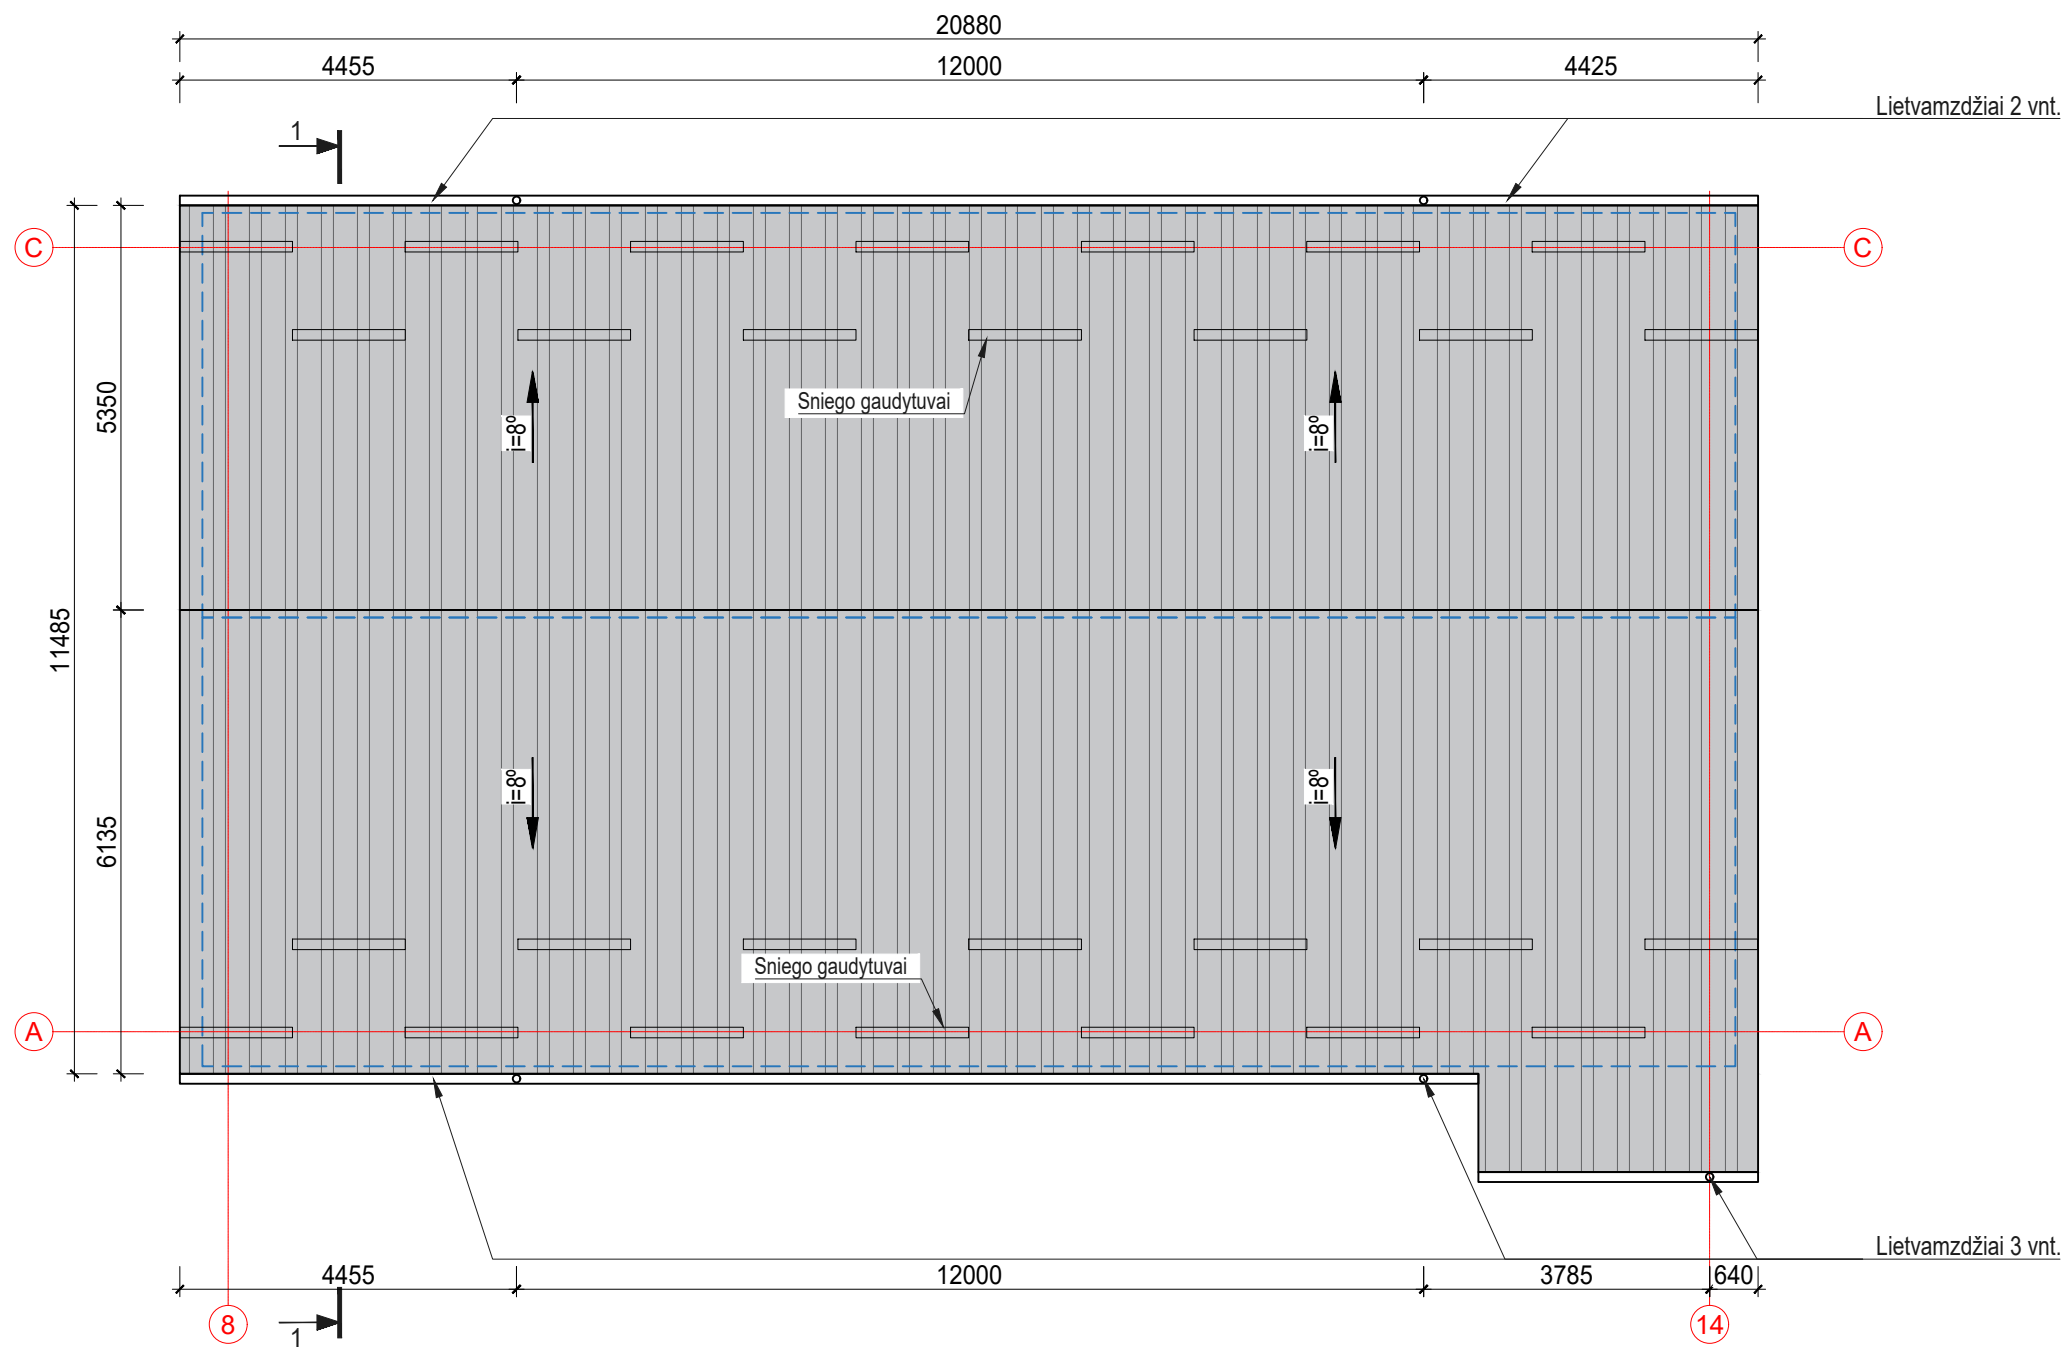 20880
4455
12000
4425
Lietvamzdžiai 2 vnt.
1
C
C
5350
Sniego gaudytuvai
i=8º
i=8º
11485
6135
i=8º
i=8º
Sniego gaudytuvai
A
A
Lietvamzdžiai 3 vnt.
4455
12000
3785
640
8
14
1